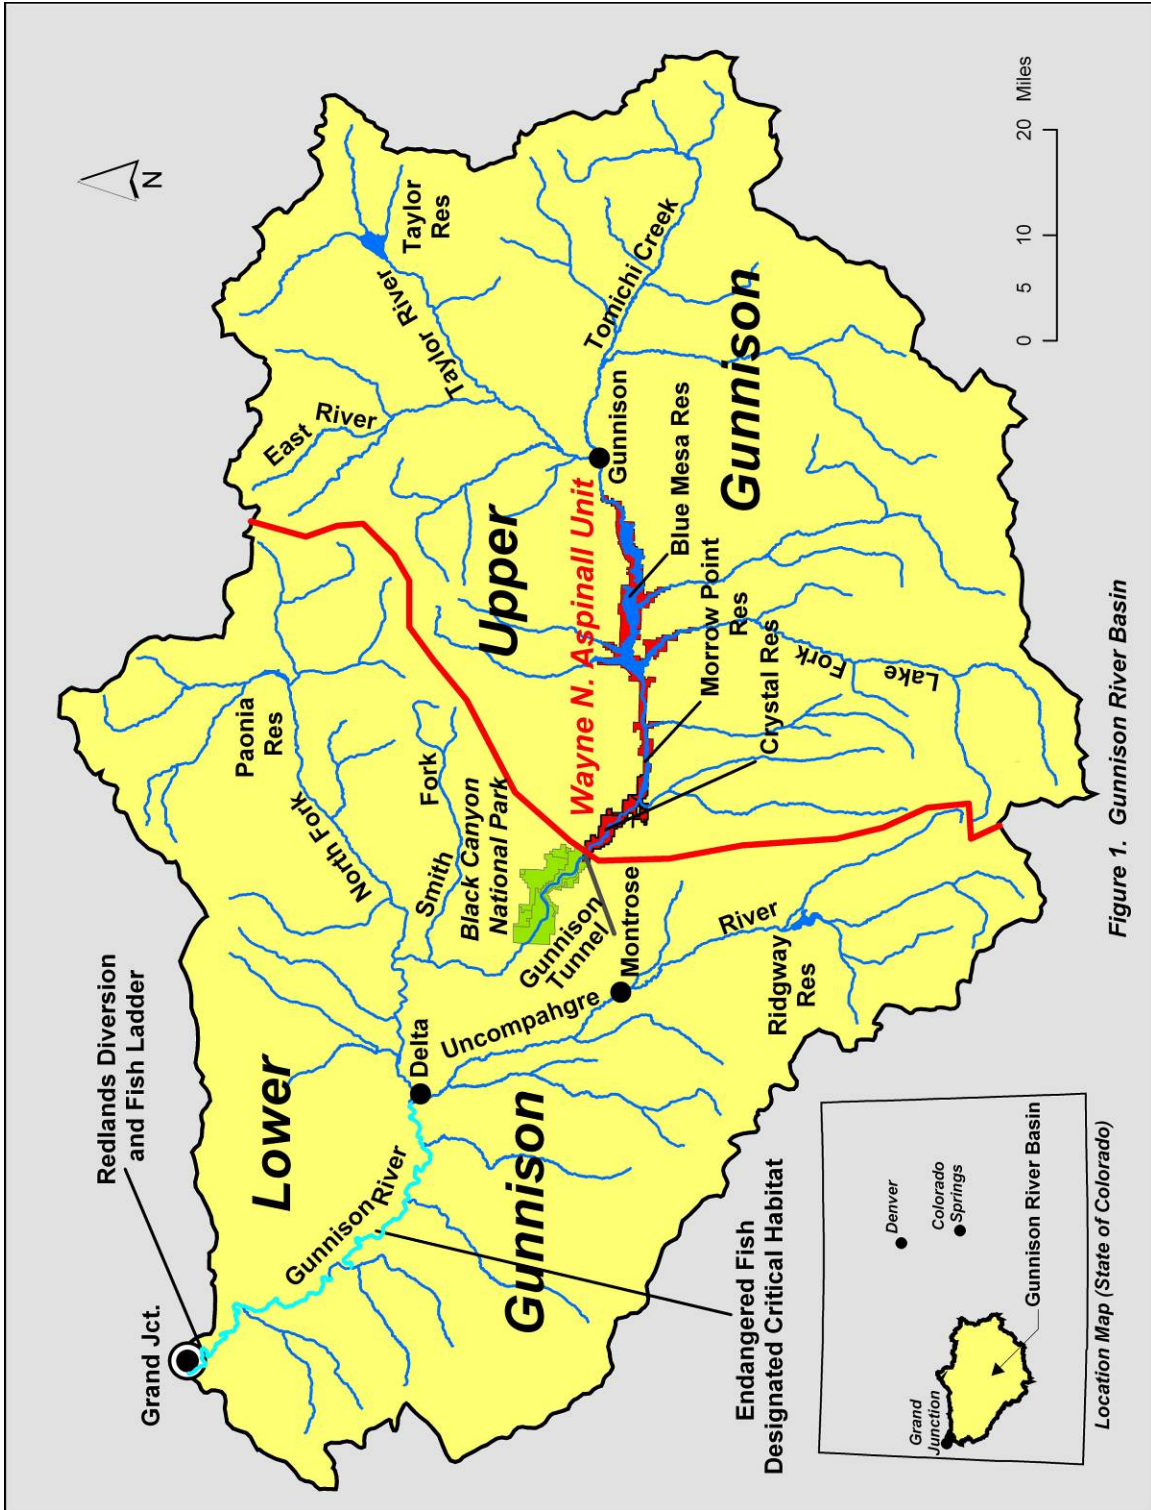 Redlands Diversion
and Fish Ladder
Grand Jct.
N
Lower
Gunnison
River
Delta
North Fork
Paonia
Res
East
River
Taylor River
Taylor
Res
Smith
Fork
Upper
Black Canyon
National Park
Gunnison
Tunnel
Uncompahgre
River
Montrose
Wayne N. Aspinall Unit
Gunnison
Tomichi Creek
Gunnison
Blue Mesa Res
Morrow Point
Res
Crystal Res
Gunnison
Lake
Fork
Ridgway
Res
Endangered Fish
Designated Critical Habitat
Denver
Colorado
Springs
Grand
Junction
Gunnison River Basin
Location Map (State of Colorado)
0
5
10
20
Miles
Figure 1. Gunnison River Basin